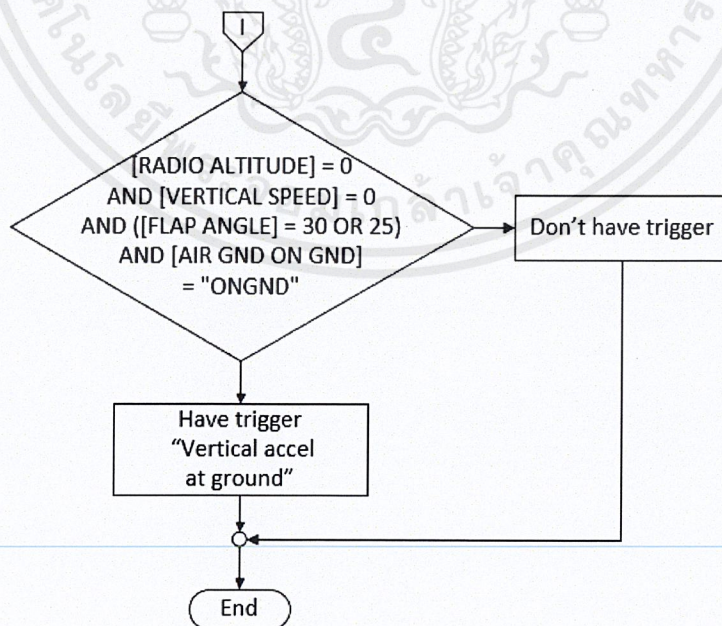 I
[RADIO ALTITUDE] = 0
AND [VERTICAL SPEED] = 0
AND ([FLAP ANGLE] = 30 OR 25)
AND [AIR GND ON GND]
= "ONGND"
Don't have trigger
Have trigger
“Vertical accel
at ground”
End